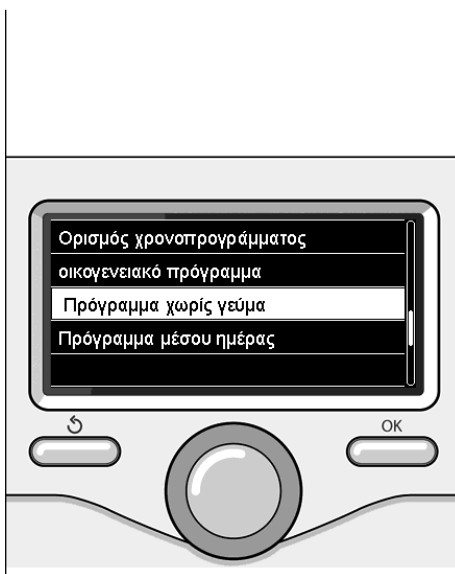 Ορισμός χρονοπρογράμματος
οικογενειακό πρόγραμμα
Πρόγραμμα χωρίς γεύμα
Πρόγραμμα μέσου ημέρας
OK